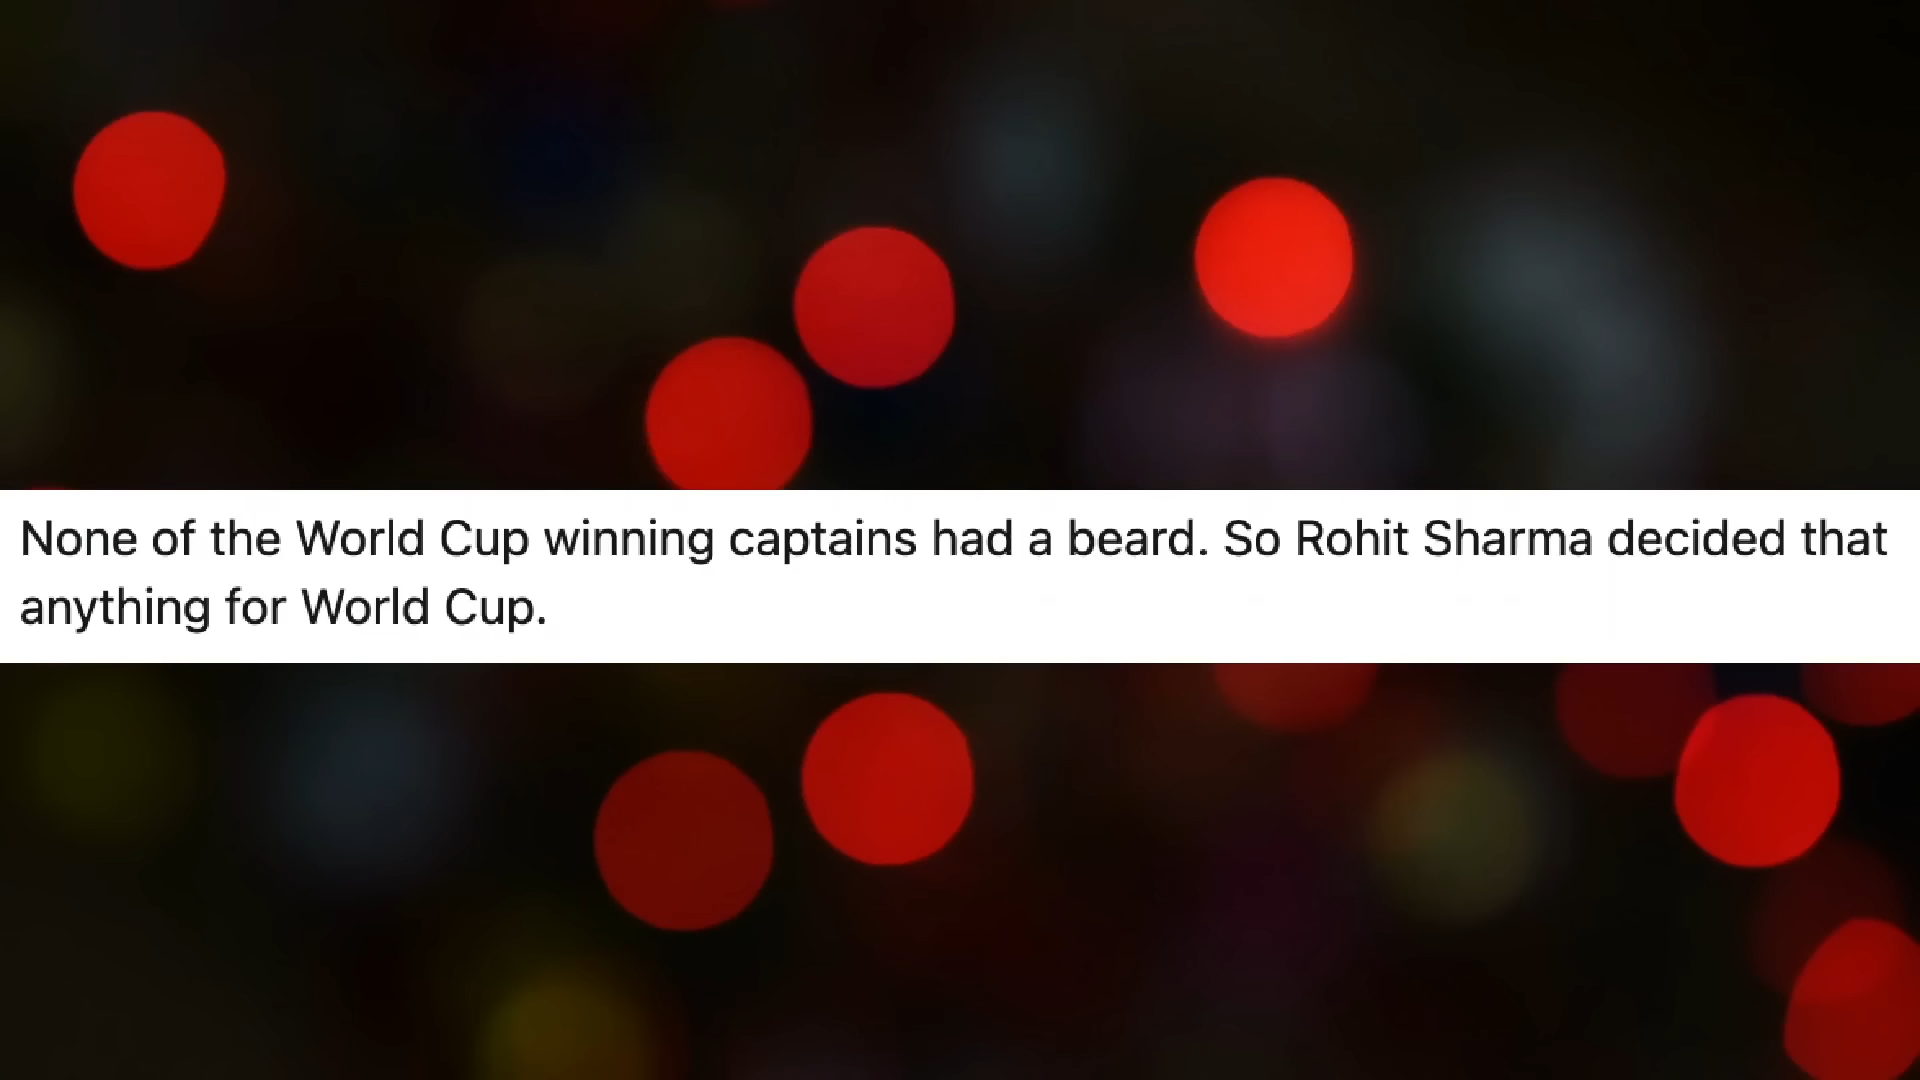 None of the World Cup winning captains had a beard. So Rohit Sharma decided that
anything for World Cup.